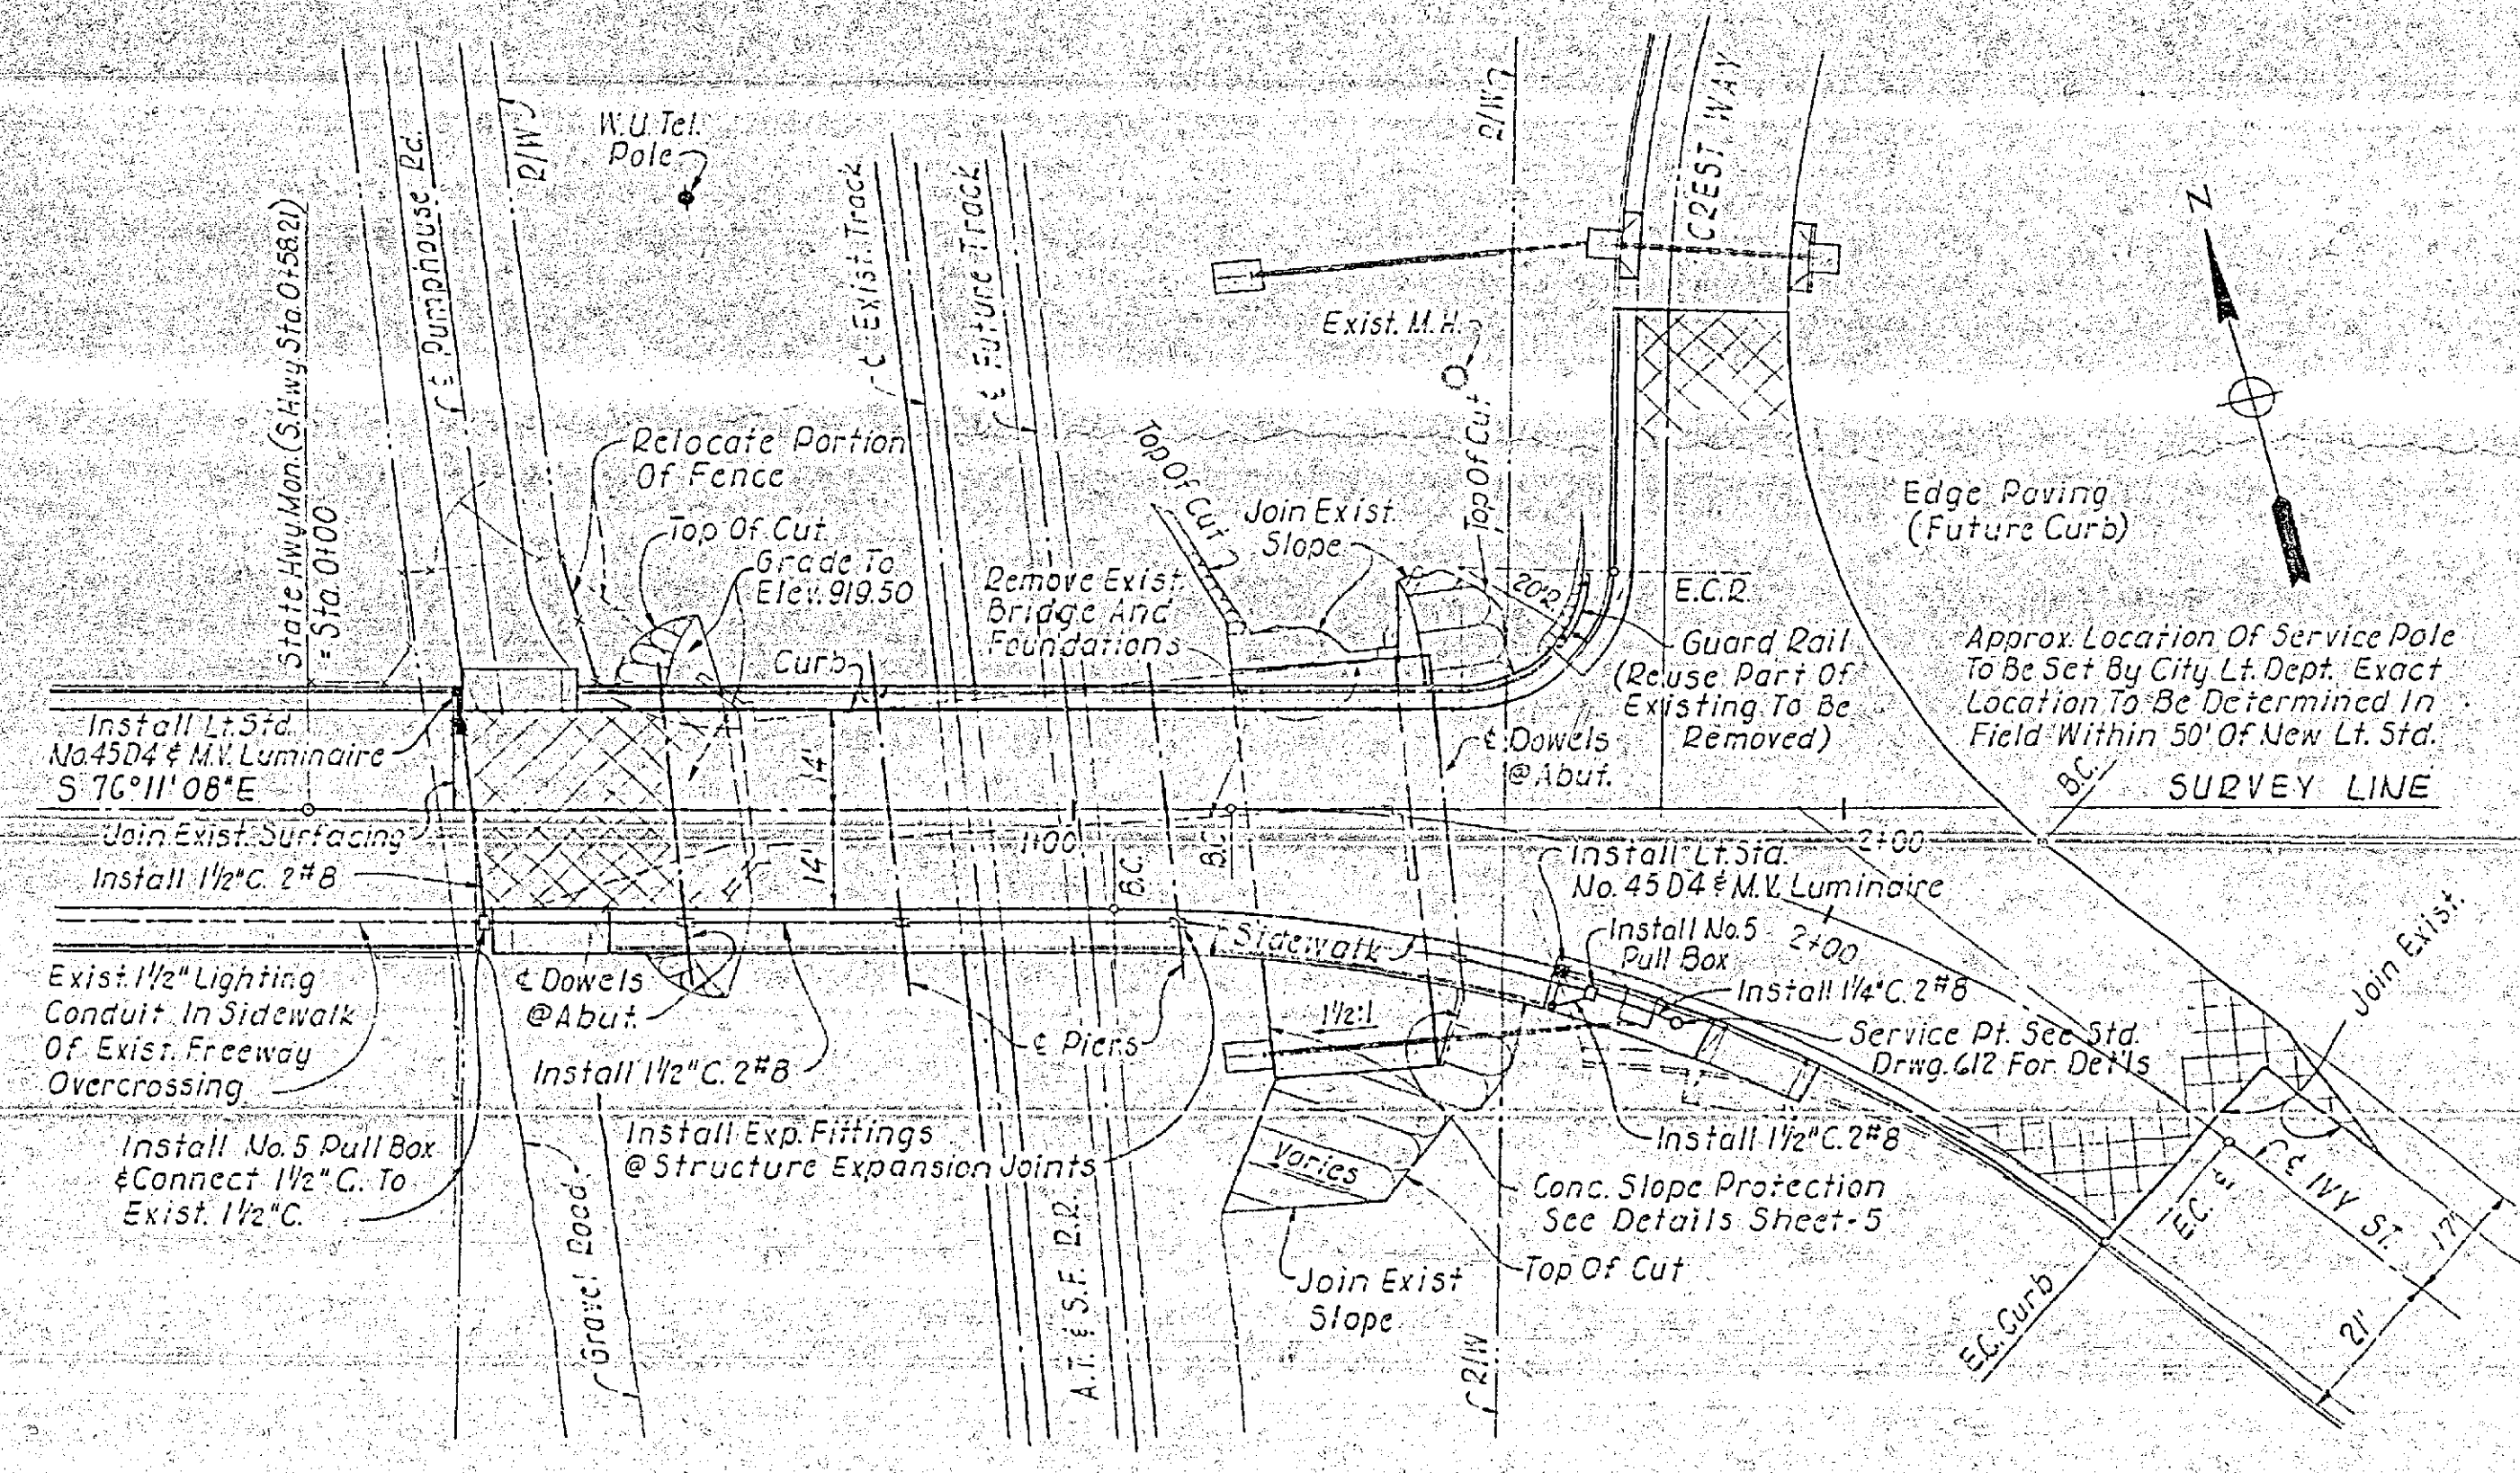 State Hwy Mon. (S. Hwy Sta. 0+58.21)
= Sta. 0+00
℄ Pumphouse Rd.
R/W
W.U. Tel.
Pole
℄ Exist. Track
℄ Future Track
R/W
CREST WAY
N
Exist. M.H.
Relocate Portion
Of Fence
Top Of Cut
Grade To
Elev. 919.50
Curb
Remove Exist.
Bridge And
Foundations
Top Of Cut
Join Exist.
Slope
Top Of Cut
20'R.
E.C.R.
Guard Rail
(Reuse Part Of
Existing To Be
Removed)
Edge Paving
(Future Curb)
Approx. Location Of Service Pole
To Be Set By City Lt. Dept. Exact
Location To Be Determined In
Field Within 50' Of New Lt. Std.
B.C.
SURVEY LINE
Install Lt. Std.
No. 45D4 & M.V. Luminaire
S 76°11'08"E
Join Exist. Surfacing
Install 1½"C. 2#8
14'
14'
1+00
B.C.
B.C.
℄ Dowels
@ Abut.
2+00
Install Lt. Std.
No. 45D4 & M.V. Luminaire
Install No. 5
Pull Box
2+00
Install 1¼"C. 2#8
Service Pt. See Std.
Drwg. 612 For Det'ls
Join Exist.
Sidewalk
Exist. 1½" Lighting
Conduit In Sidewalk
Of Exist. Freeway
Overcrossing
℄ Dowels
@ Abut.
Install 1½"C. 2#8
℄ Piers
1½:1
Install No. 5 Pull Box
& Connect 1½"C. To
Exist. 1½"C.
Gravel Road
Install Exp. Fittings
@ Structure Expansion Joints
A.T. & S.F. R.R.
Varies
Install 1½"C. 2#8
Conc. Slope Protection
See Details Sheet-5
Top Of Cut
Join Exist
Slope
R/W
E.C.
℄ IVY ST.
17'
21'
E.C. Curb